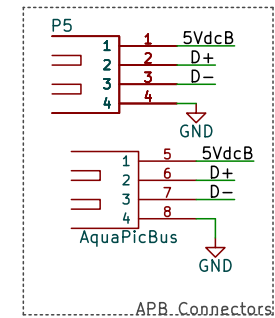 P5
1 1 5VdcB
2 2 D+
3 3 D-
4 4
GND
1 5 5VdcB
2 6 D+
3 7 D-
4 8
AquaPicBus
GND
APB Connectors